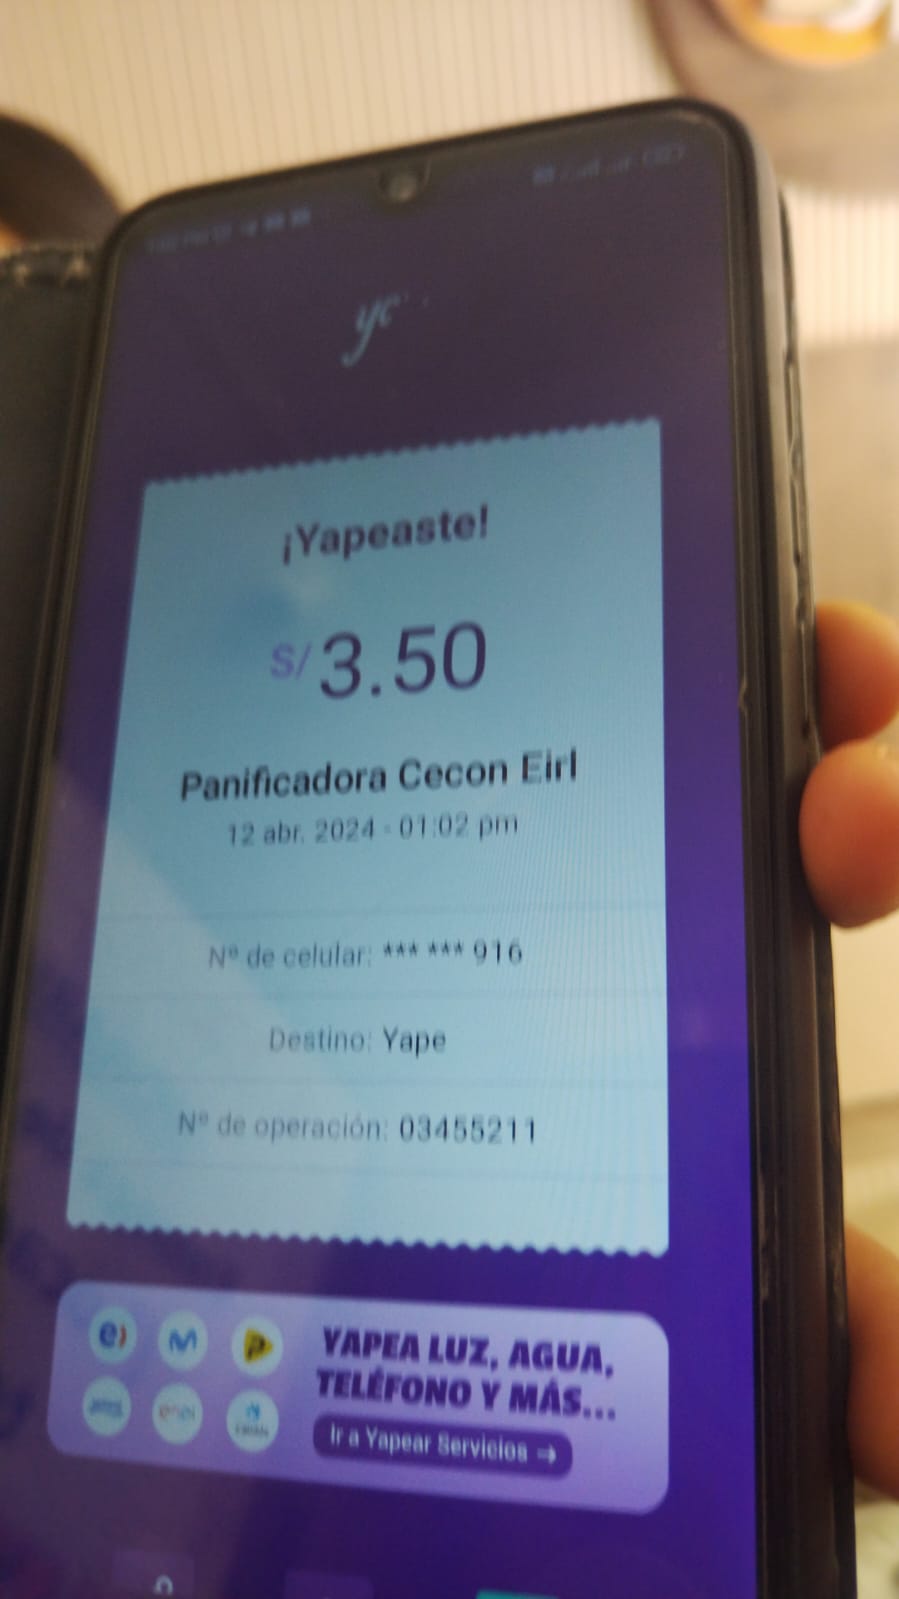 ¡Yapeaste!
S/ 3.50
Panificadora Cecon Eirl
12 abr. 2024 - 01:02 pm
Nº de celular: *** *** 916
Destino: Yape
Nº de operación: 03455211
YAPEA LUZ, AGUA,
TELÉFONO Y MÁS...
Ir a Yapear Servicios →